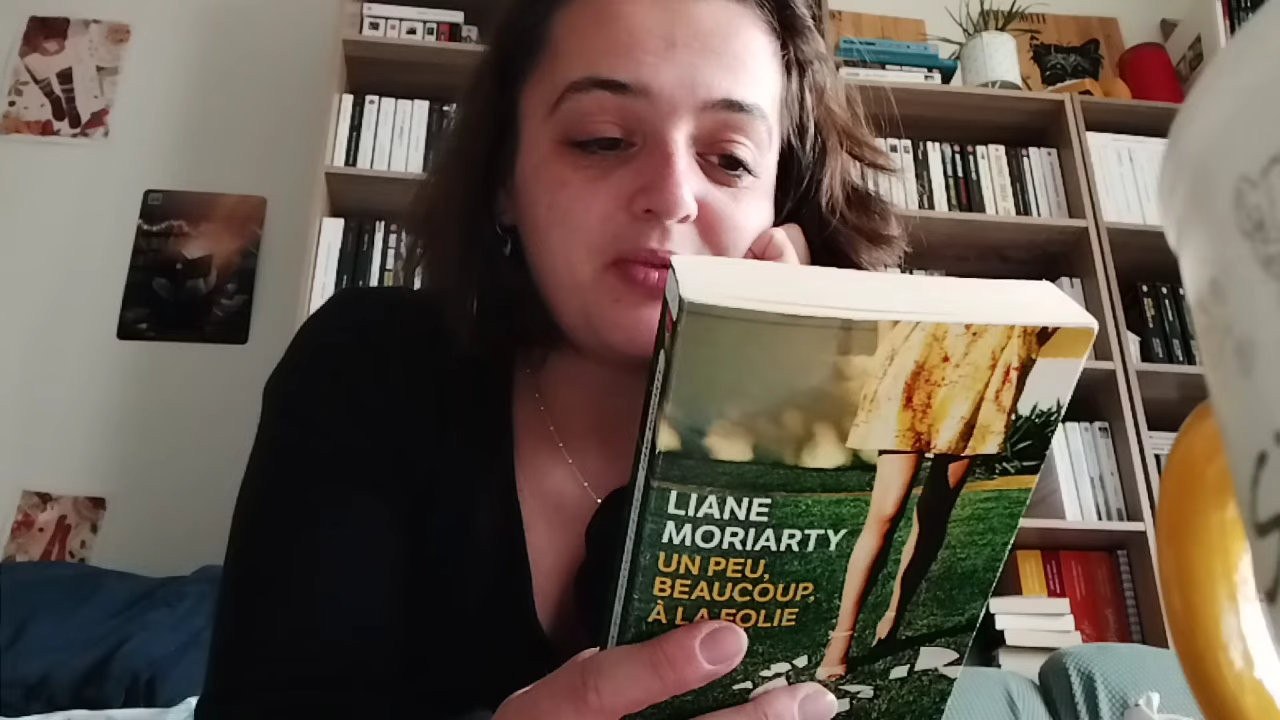 LIANE
MORIARTY
UN PEU,
BEAUCOUP,
À LA FOLIE